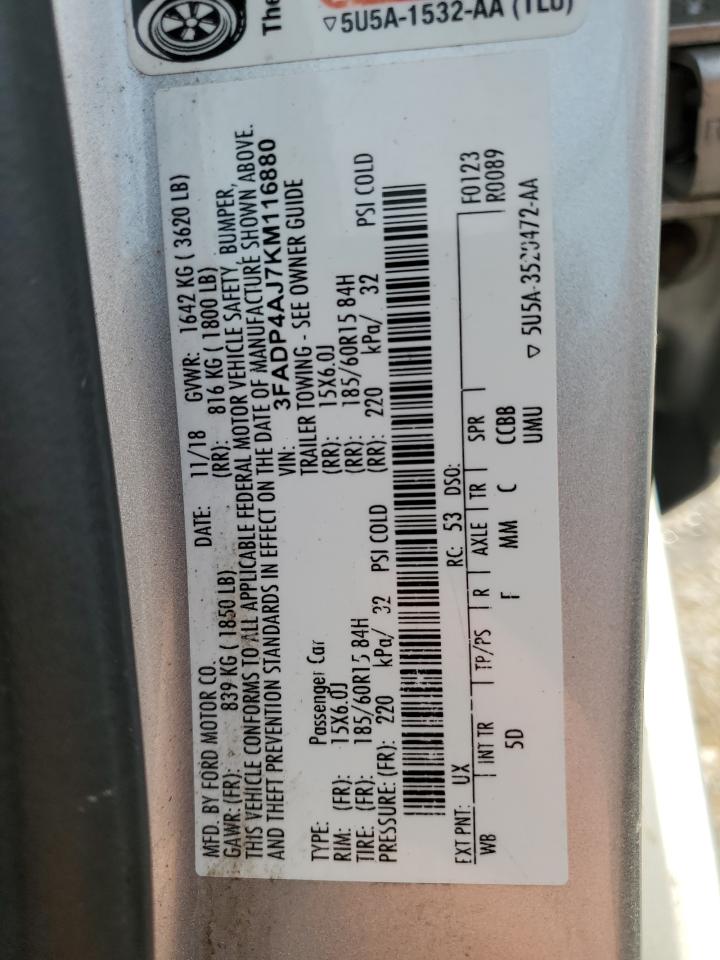 The
▽5U5A-1532-AA (TLU)
MFD. BY FORD MOTOR CO.
DATE: 11/18 GVWR: 1642 KG ( 3620 LB)
GAWR: (FR): 839 KG ( 1850 LB) (RR): 816 KG ( 1800 LB)
THIS VEHICLE CONFORMS TO ALL APPLICABLE FEDERAL MOTOR VEHICLE SAFETY, BUMPER,
AND THEFT PREVENTION STANDARDS IN EFFECT ON THE DATE OF MANUFACTURE SHOWN ABOVE.
VIN: 3FADP4AJ7KM116880
TYPE: Passenger Car TRAILER TOWING - SEE OWNER GUIDE
RIM: (FR): 15X6.0J (RR): 15X6.0J
TIRE: (FR): 185/60R15 84H (RR): 185/60R15 84H
PRESSURE: (FR): 220 kPa/ 32 PSI COLD (RR): 220 kPa/ 32 PSI COLD
EXT PNT: UX RC: 53 DSO: F0123
WB INT TR TP/PS R AXLE TR SPR R0089
5D F MM C CCBB
UMU ▽ 5U5A-3520472-AA